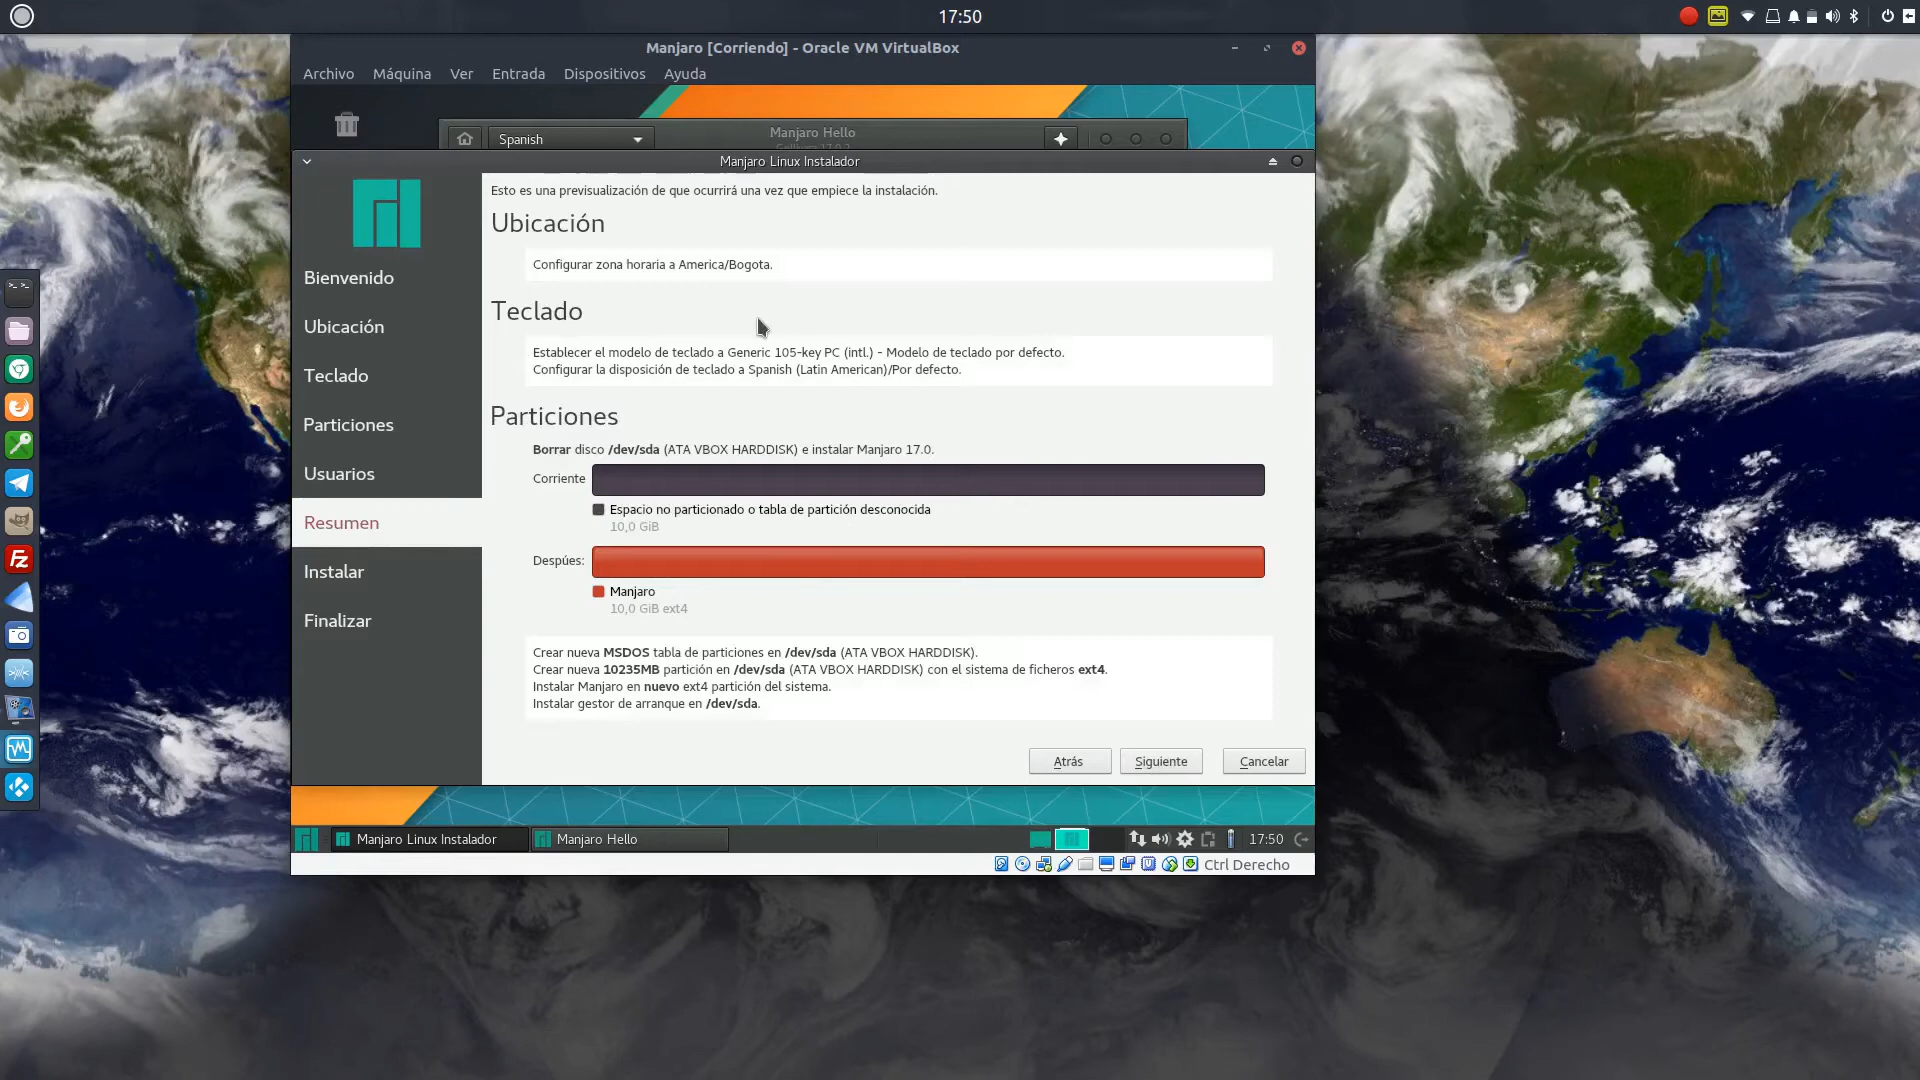 17:50
Manjaro [Corriendo] - Oracle VM VirtualBox
Archivo Máquina Ver Entrada Dispositivos Ayuda
Spanish
Manjaro Hello
Manjaro Linux Instalador
Bienvenido
Ubicación
Teclado
Particiones
Usuarios
Resumen
Instalar
Finalizar
Esto es una previsualización de que ocurrirá una vez que empiece la instalación.
Ubicación
Configurar zona horaria a America/Bogota.
Teclado
Establecer el modelo de teclado a Generic 105-key PC (intl.) - Modelo de teclado por defecto.
Configurar la disposición de teclado a Spanish (Latin American)/Por defecto.
Particiones
Borrar disco /dev/sda (ATA VBOX HARDDISK) e instalar Manjaro 17.0.
Corriente
Espacio no particionado o tabla de partición desconocida
10,0 GiB
Despúes:
Manjaro
10,0 GiB ext4
Crear nueva MSDOS tabla de particiones en /dev/sda (ATA VBOX HARDDISK).
Crear nueva 10235MB partición en /dev/sda (ATA VBOX HARDDISK) con el sistema de ficheros ext4.
Instalar Manjaro en nuevo ext4 partición del sistema.
Instalar gestor de arranque en /dev/sda.
Atrás Siguiente Cancelar
Manjaro Linux Instalador Manjaro Hello 17:50
Ctrl Derecho